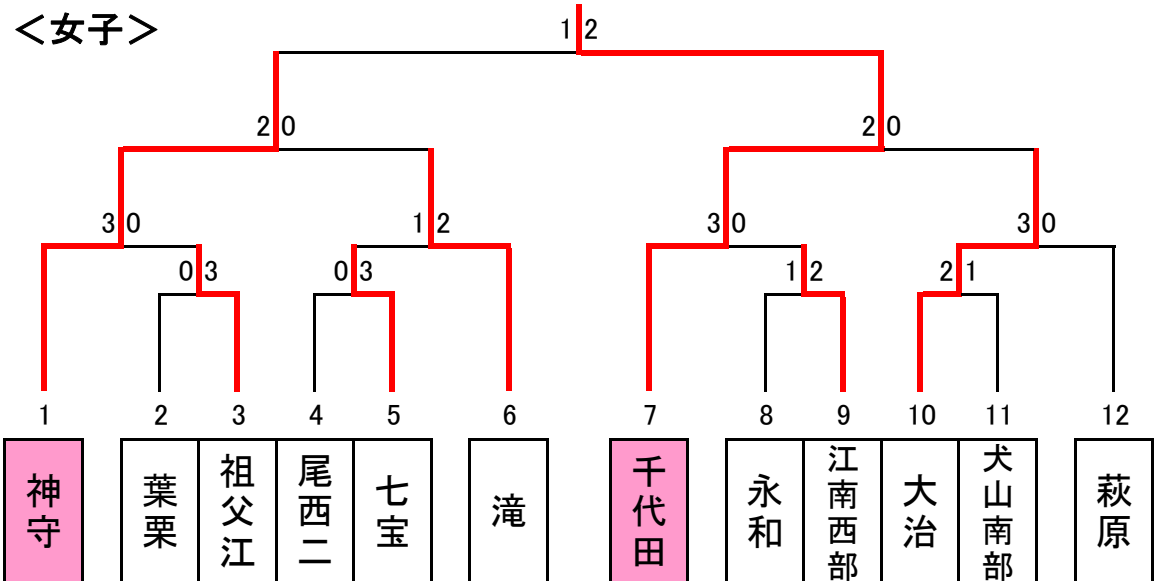 ＜女子＞
1 2
2 0
2 0
3 0
1 2
3 0
3 0
0 3
0 3
1 2
2 1
1 2 3 4 5 6 7 8 9 10 11 12
神守
葉栗
祖父江
尾西二
七宝
滝
千代田
永和
江南西部
大治
犬山南部
萩原